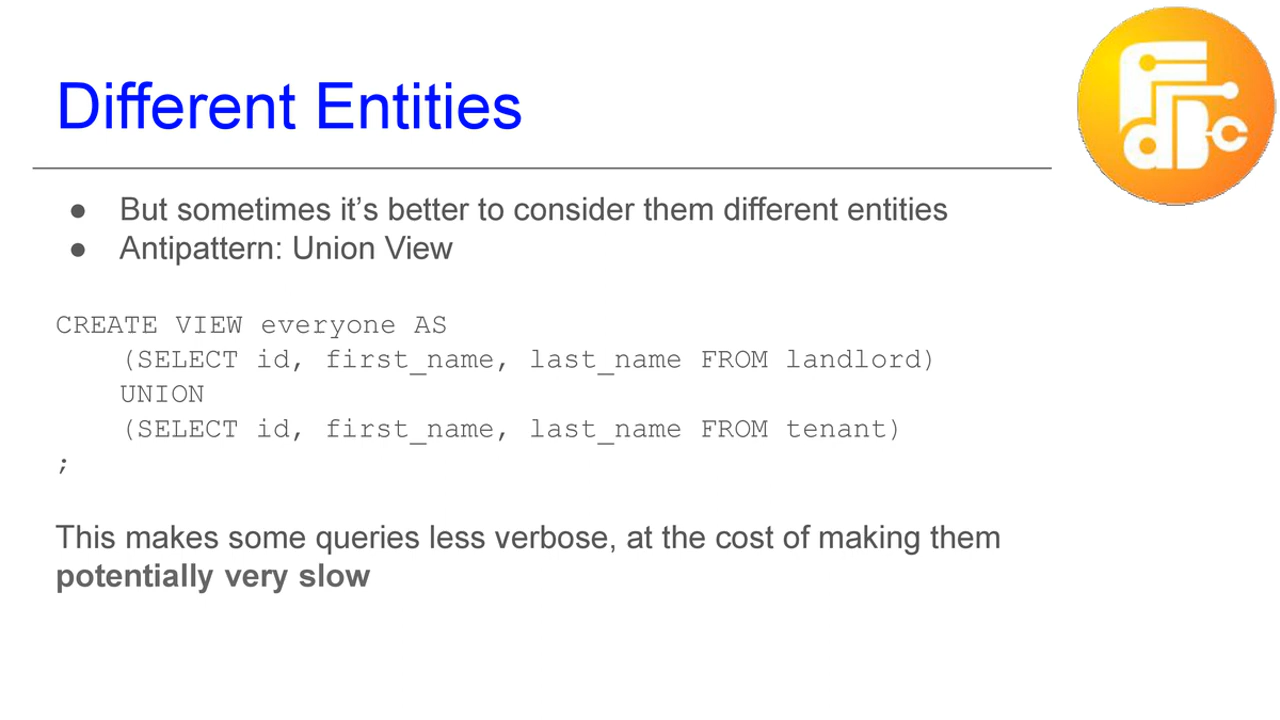 Different Entities
● But sometimes it’s better to consider them different entities
● Antipattern: Union View
CREATE VIEW everyone AS
(SELECT id, first_name, last_name FROM landlord)
UNION
(SELECT id, first_name, last_name FROM tenant)
;
This makes some queries less verbose, at the cost of making them
potentially very slow